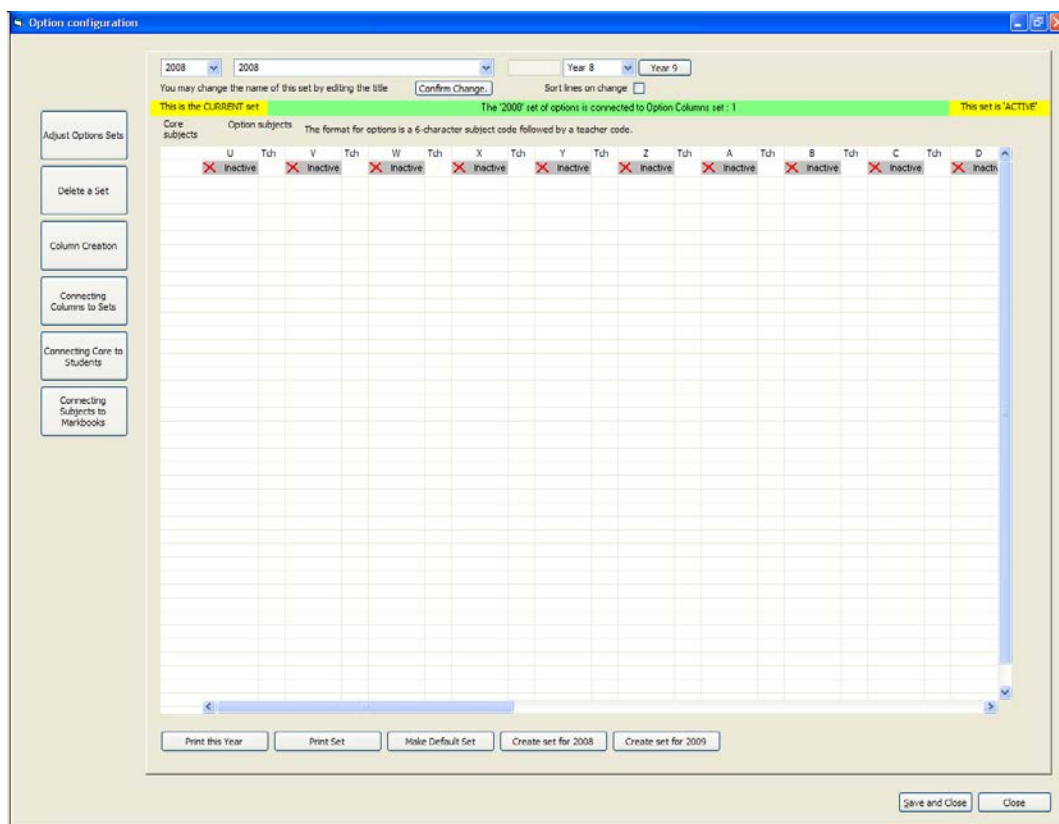 Option configuration
2008 2008 Year 8 Year 9
You may change the name of this set by editing the title Confirm Change. Sort lines on change
This is the CURRENT set The '2008' set of options is connected to Option Columns set : 1 This set is 'ACTIVE'
Core subjects Option subjects The format for options is a 6-character subject code followed by a teacher code.
U Tch V Tch W Tch X Tch Y Tch Z Tch A Tch B Tch C Tch D
Inactive Inactive Inactive Inactive Inactive Inactive Inactive Inactive Inactive Inactiv
Adjust Options Sets
Delete a Set
Column Creation
Connecting
Columns to Sets
Connecting Core to
Students
Connecting
Subjects to
Markbooks
Print this Year Print Set Make Default Set Create set for 2008 Create set for 2009
Save and Close Close